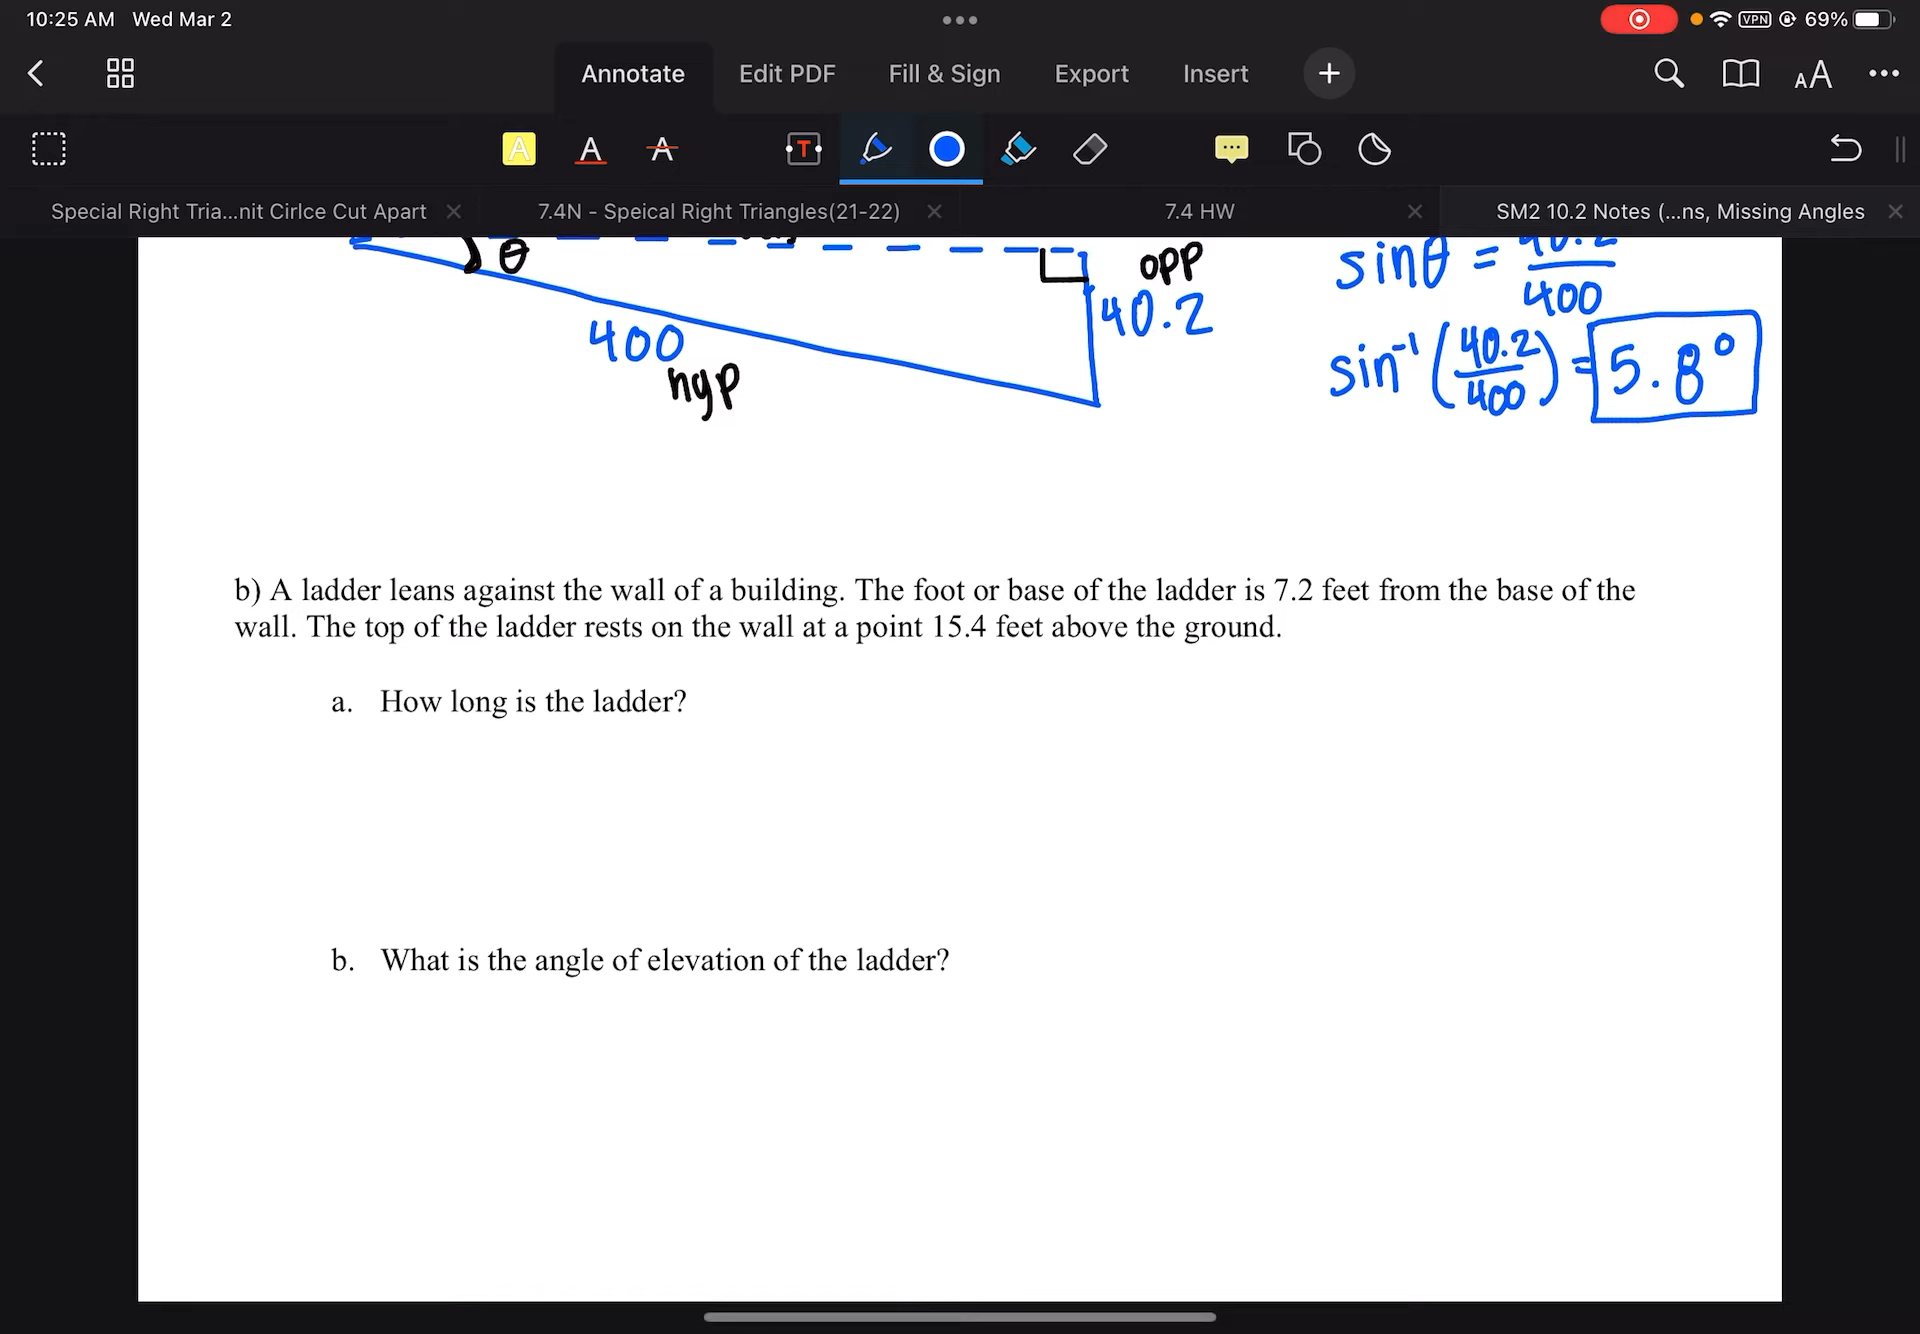 10:25 AM Wed Mar 2
VPN 69%
Annotate Edit PDF Fill & Sign Export Insert +
AA
A A A T
Special Right Tria...nit Cirlce Cut Apart 7.4N - Speical Right Triangles(21-22) 7.4 HW SM2 10.2 Notes (...ns, Missing Angles
θ opp sinθ = 40.2/400
400 40.2
hyp sin⁻¹(40.2/400) = 5.8°
b) A ladder leans against the wall of a building. The foot or base of the ladder is 7.2 feet from the base of the
wall. The top of the ladder rests on the wall at a point 15.4 feet above the ground.
a. How long is the ladder?
b. What is the angle of elevation of the ladder?